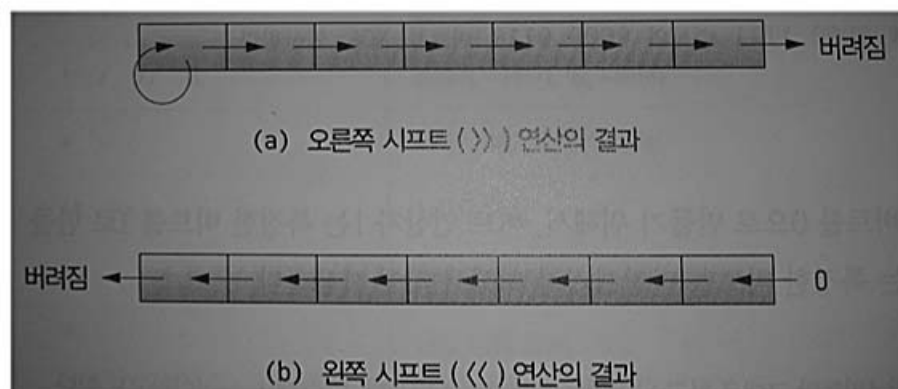 버려짐
(a) 오른쪽 시프트 (>>) 연산의 결과
버려짐 0
(b) 왼쪽 시프트 (<<) 연산의 결과